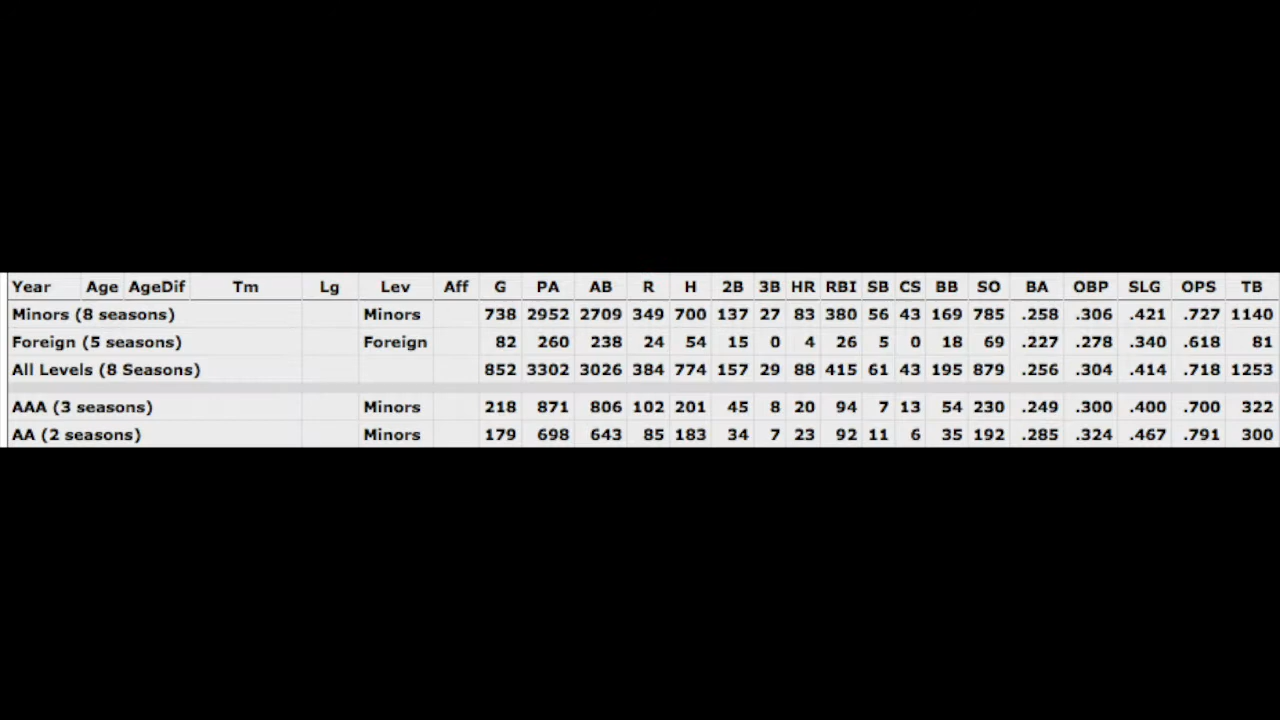 Year Age AgeDif Tm Lg Lev Aff G PA AB R H 2B 3B HR RBI SB CS BB SO BA OBP SLG OPS TB
Minors (8 seasons) Minors 738 2952 2709 349 700 137 27 83 380 56 43 169 785 .258 .306 .421 .727 1140
Foreign (5 seasons) Foreign 82 260 238 24 54 15 0 4 26 5 0 18 69 .227 .278 .340 .618 81
All Levels (8 Seasons) 852 3302 3026 384 774 157 29 88 415 61 43 195 879 .256 .304 .414 .718 1253
AAA (3 seasons) Minors 218 871 806 102 201 45 8 20 94 7 13 54 230 .249 .300 .400 .700 322
AA (2 seasons) Minors 179 698 643 85 183 34 7 23 92 11 6 35 192 .285 .324 .467 .791 300